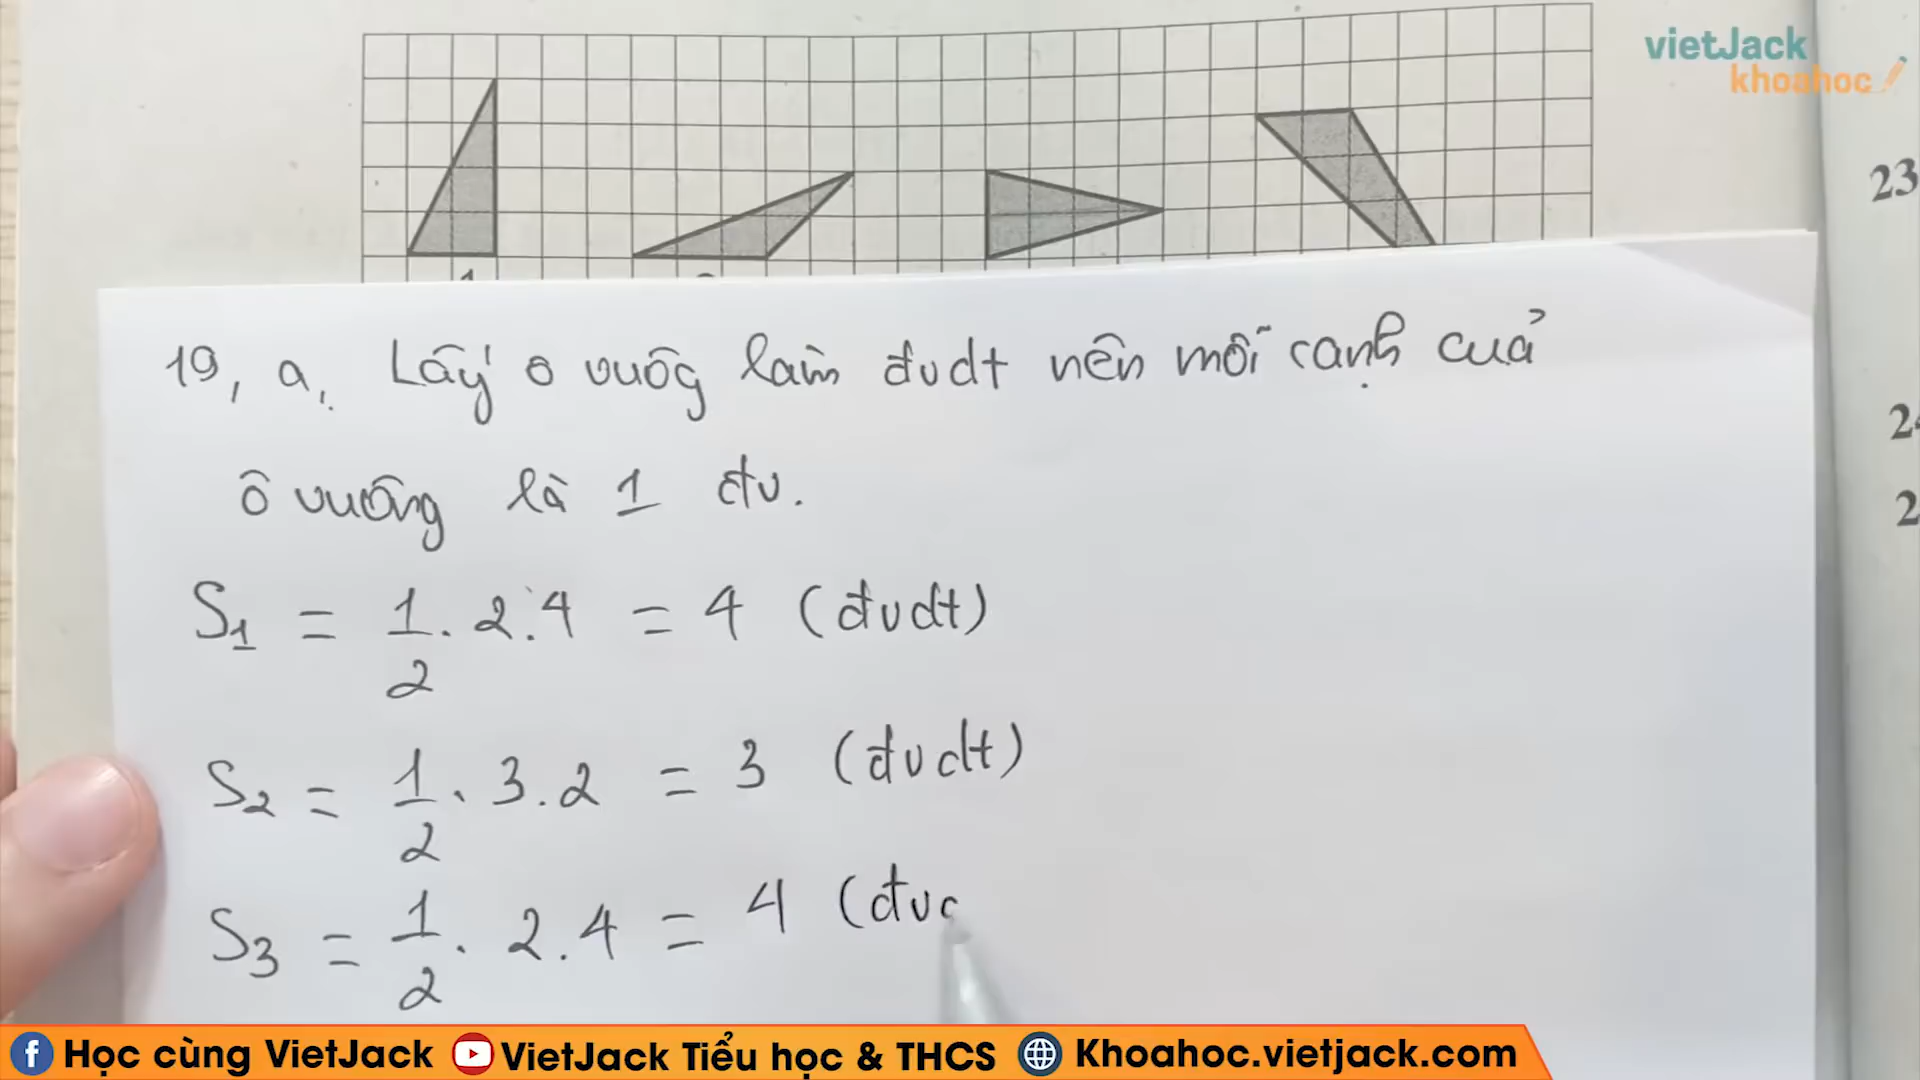 vietJack
khoahoc
23
19, a, Lấy ô vuôg làm đvdt nên mỗi cạnh của
ô vuông là 1 đv.
S1 = 1/2 . 2.4 = 4 (đvdt)
S2 = 1/2 . 3.2 = 3 (đvdt)
S3 = 1/2 . 2.4 = 4 (đvd
Học cùng VietJack VietJack Tiểu học & THCS Khoahoc.vietjack.com